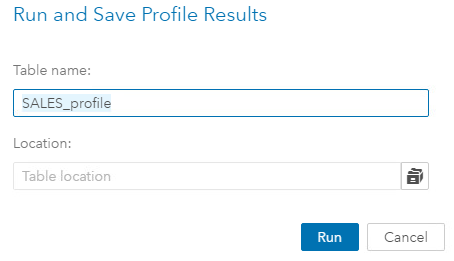 Run and Save Profile Results
Table name:
SALES_profile
Location:
Table location
Run
Cancel